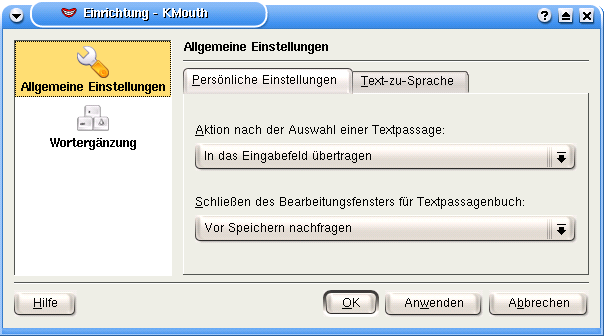 Einrichtung - KMouth
Allgemeine Einstellungen
Wortergänzung
Allgemeine Einstellungen
Persönliche Einstellungen
Text-zu-Sprache
Aktion nach der Auswahl einer Textpassage:
In das Eingabefeld übertragen
Schließen des Bearbeitungsfensters für Textpassagenbuch:
Vor Speichern nachfragen
Hilfe
OK
Anwenden
Abbrechen